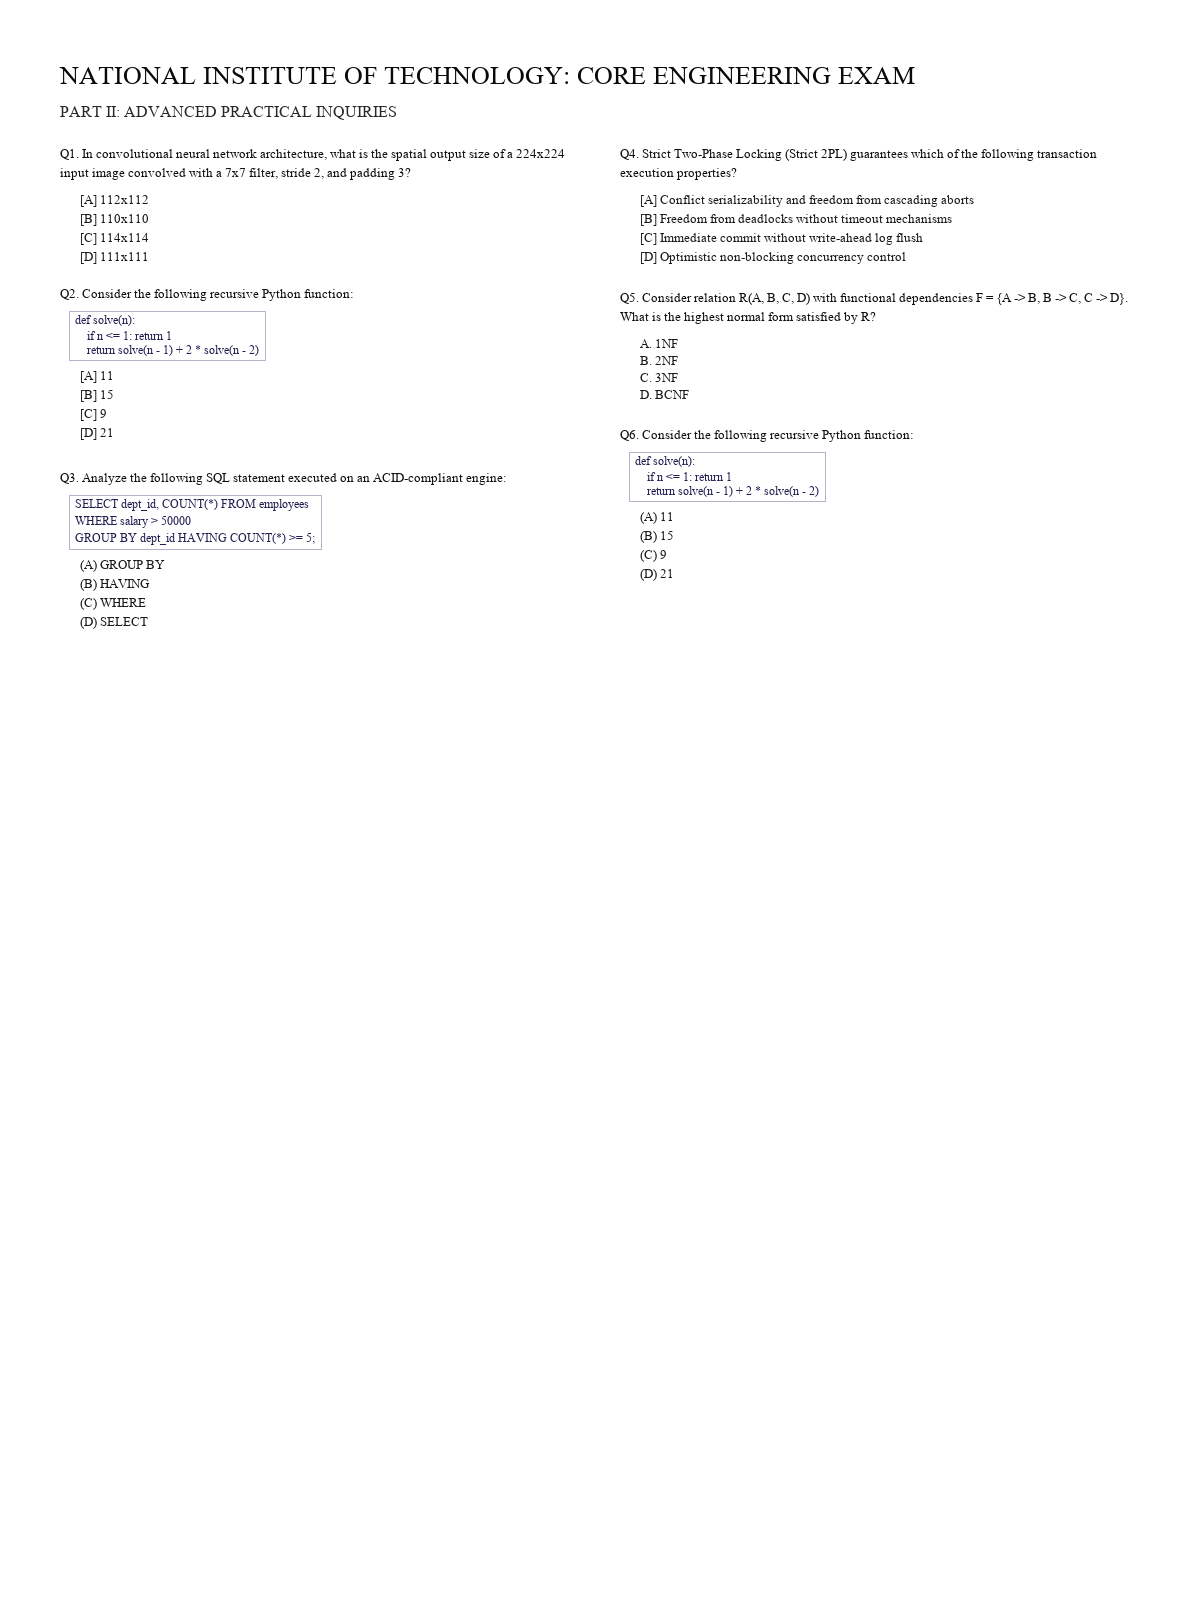 NATIONAL INSTITUTE OF TECHNOLOGY: CORE ENGINEERING EXAM
PART II: ADVANCED PRACTICAL INQUIRIES
Q1. In convolutional neural network architecture, what is the spatial output size of a 224x224
input image convolved with a 7x7 filter, stride 2, and padding 3?
[A] 112x112
[B] 110x110
[C] 114x114
[D] 111x111
Q2. Consider the following recursive Python function:
def solve(n):
    if n <= 1: return 1
    return solve(n - 1) + 2 * solve(n - 2)
[A] 11
[B] 15
[C] 9
[D] 21
Q3. Analyze the following SQL statement executed on an ACID-compliant engine:
SELECT dept_id, COUNT(*) FROM employees
WHERE salary > 50000
GROUP BY dept_id HAVING COUNT(*) >= 5;
(A) GROUP BY
(B) HAVING
(C) WHERE
(D) SELECT
Q4. Strict Two-Phase Locking (Strict 2PL) guarantees which of the following transaction
execution properties?
[A] Conflict serializability and freedom from cascading aborts
[B] Freedom from deadlocks without timeout mechanisms
[C] Immediate commit without write-ahead log flush
[D] Optimistic non-blocking concurrency control
Q5. Consider relation R(A, B, C, D) with functional dependencies F = {A -> B, B -> C, C -> D}.
What is the highest normal form satisfied by R?
A. 1NF
B. 2NF
C. 3NF
D. BCNF
Q6. Consider the following recursive Python function:
def solve(n):
    if n <= 1: return 1
    return solve(n - 1) + 2 * solve(n - 2)
(A) 11
(B) 15
(C) 9
(D) 21